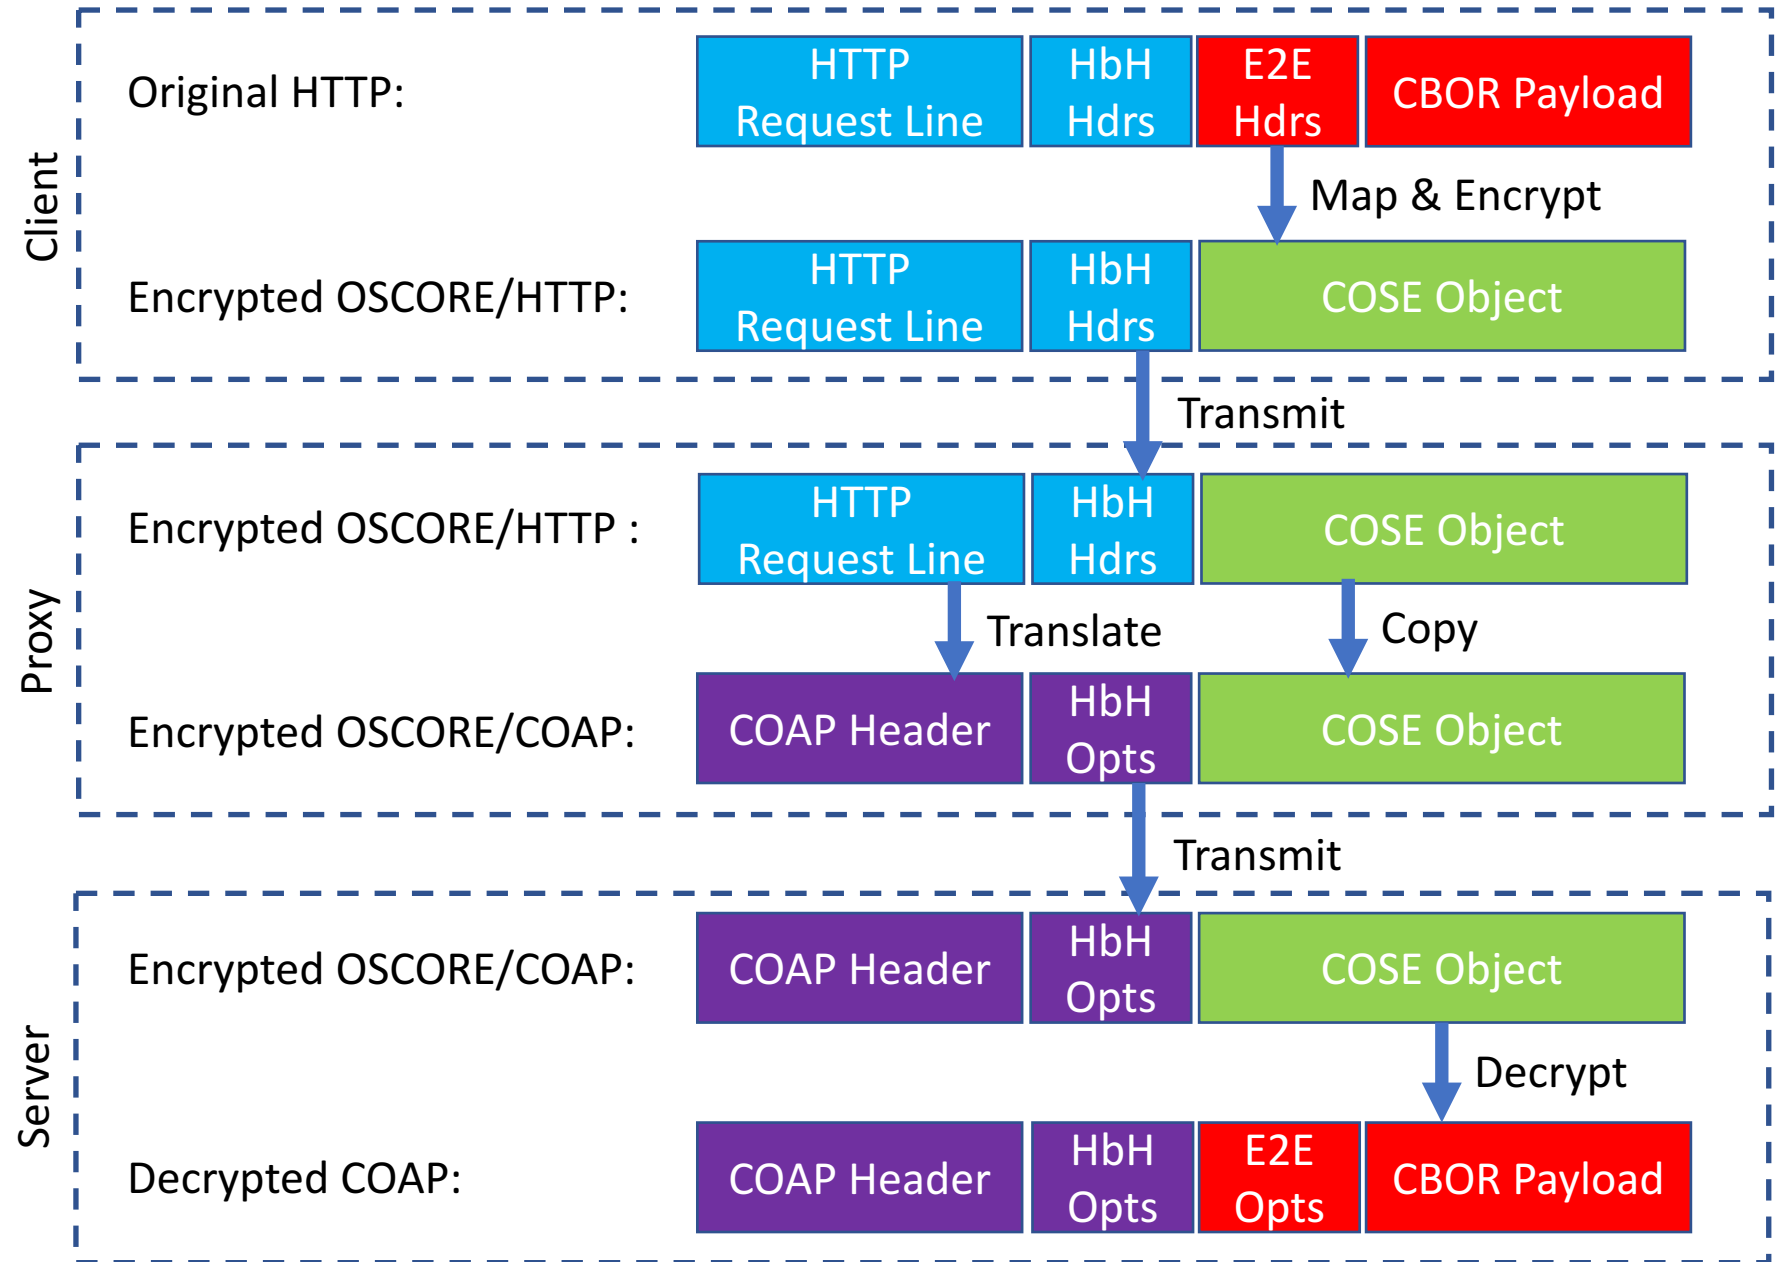 Client
Original HTTP:
HTTP
Request Line
HbH
Hdrs
E2E
Hdrs
CBOR Payload
Map & Encrypt
Encrypted OSCORE/HTTP:
HTTP
Request Line
HbH
Hdrs
COSE Object
Transmit
Proxy
Encrypted OSCORE/HTTP :
HTTP
Request Line
HbH
Hdrs
COSE Object
Translate
Copy
Encrypted OSCORE/COAP:
COAP Header
HbH
Opts
COSE Object
Transmit
Server
Encrypted OSCORE/COAP:
COAP Header
HbH
Opts
COSE Object
Decrypt
Decrypted COAP:
COAP Header
HbH
Opts
E2E
Opts
CBOR Payload